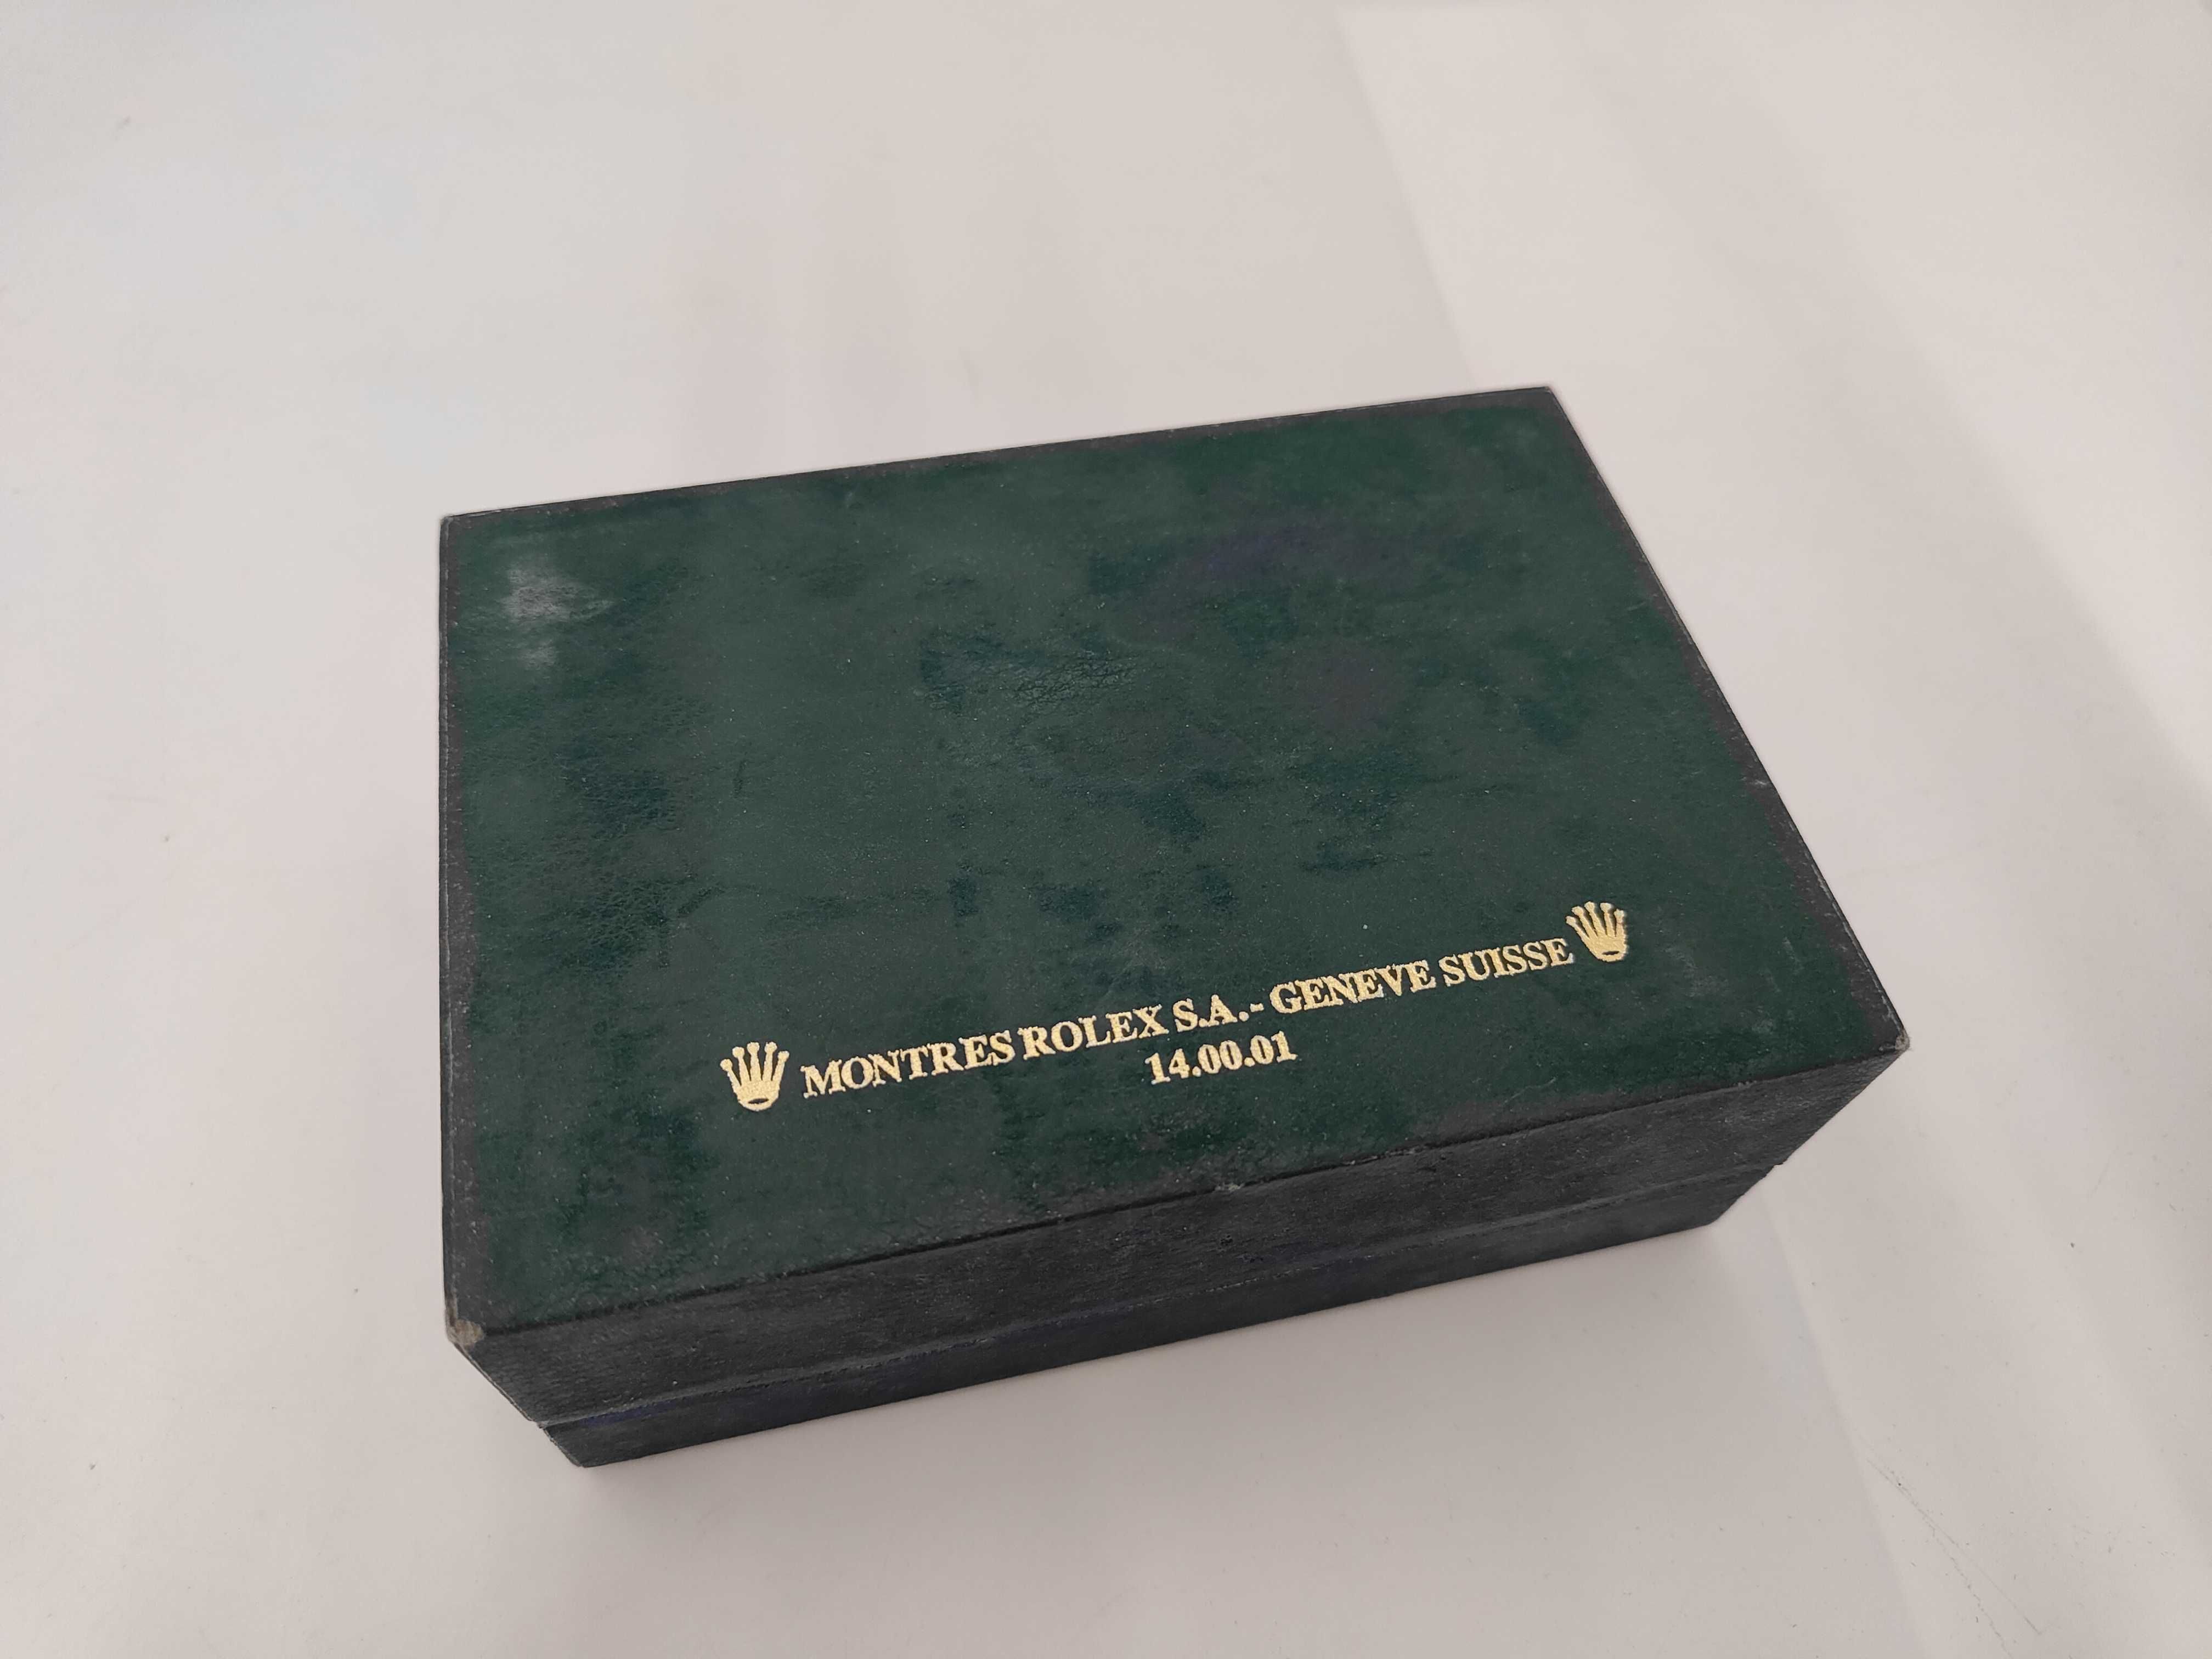 MONTRES ROLEX S.A.- GENEVE SUISSE
14.00.01